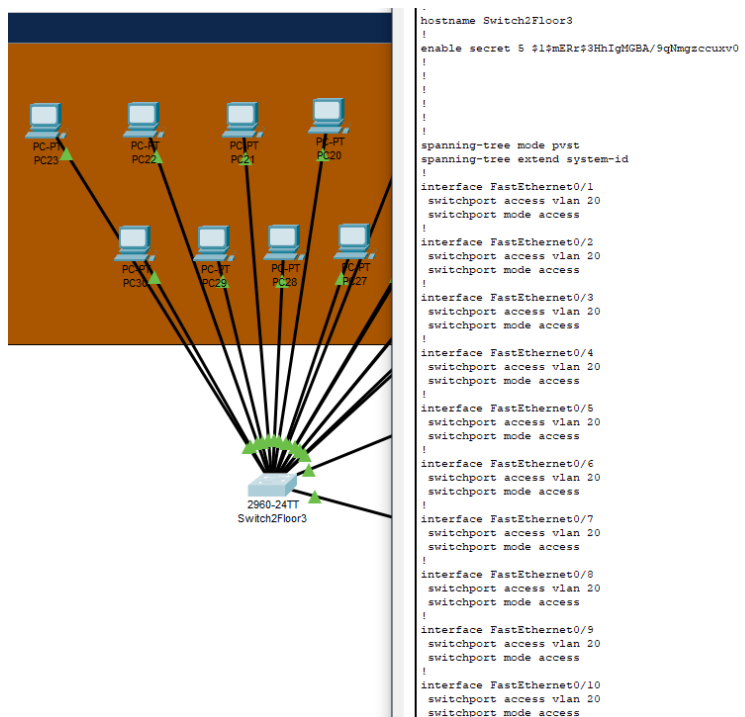 PC-PT
PC23
PC-PT
PC22
PC-PT
PC21
PC-PT
PC20
PC-PT
PC30
PC-PT
PC29
PC-PT
PC28
PC-PT
PC27
2960-24TT
Switch2Floor3
!
hostname Switch2Floor3
!
enable secret 5 $1$mERr$3HhIgMGBA/9qNmgzccuxv0
!
!
!
!
!
!
spanning-tree mode pvst
spanning-tree extend system-id
!
interface FastEthernet0/1
switchport access vlan 20
switchport mode access
!
interface FastEthernet0/2
switchport access vlan 20
switchport mode access
!
interface FastEthernet0/3
switchport access vlan 20
switchport mode access
!
interface FastEthernet0/4
switchport access vlan 20
switchport mode access
!
interface FastEthernet0/5
switchport access vlan 20
switchport mode access
!
interface FastEthernet0/6
switchport access vlan 20
switchport mode access
!
interface FastEthernet0/7
switchport access vlan 20
switchport mode access
!
interface FastEthernet0/8
switchport access vlan 20
switchport mode access
!
interface FastEthernet0/9
switchport access vlan 20
switchport mode access
!
interface FastEthernet0/10
switchport access vlan 20
switchport mode access